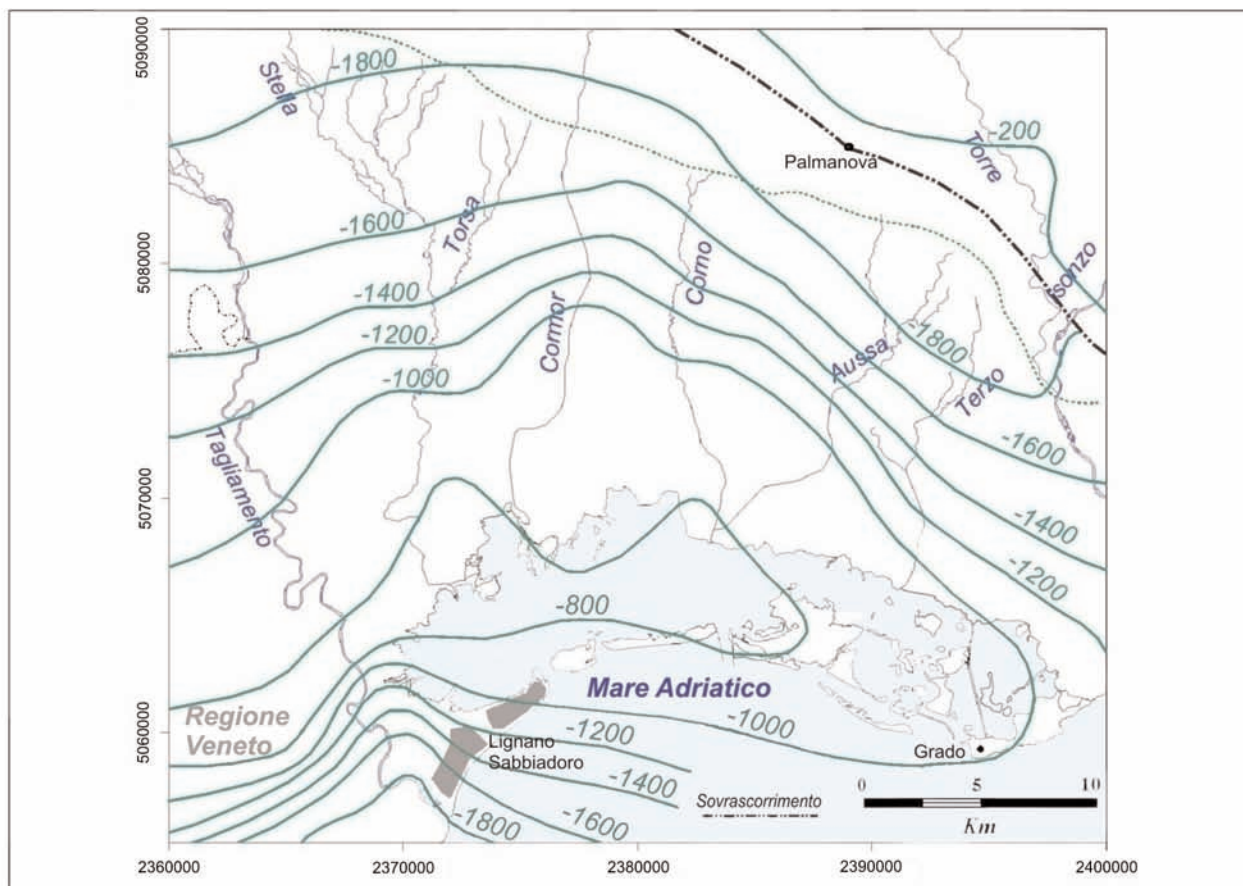 5090000
5080000
5070000
5060000
-1800
Stella
-200
Torre
Palmanova
-1600
Torsa
Corno
Isonzo
-1400
Cormor
-1200
-1800
-1000
Aussa
Terzo
Tagliamento
-1600
-1400
-1200
-800
Mare Adriatico
Regione
Veneto
-1000
-1200
Lignano
Sabbiadoro
Grado
-1400
Sovrascorrimento
0
5
10
Km
-1600
-1800
2360000
2370000
2380000
2390000
2400000